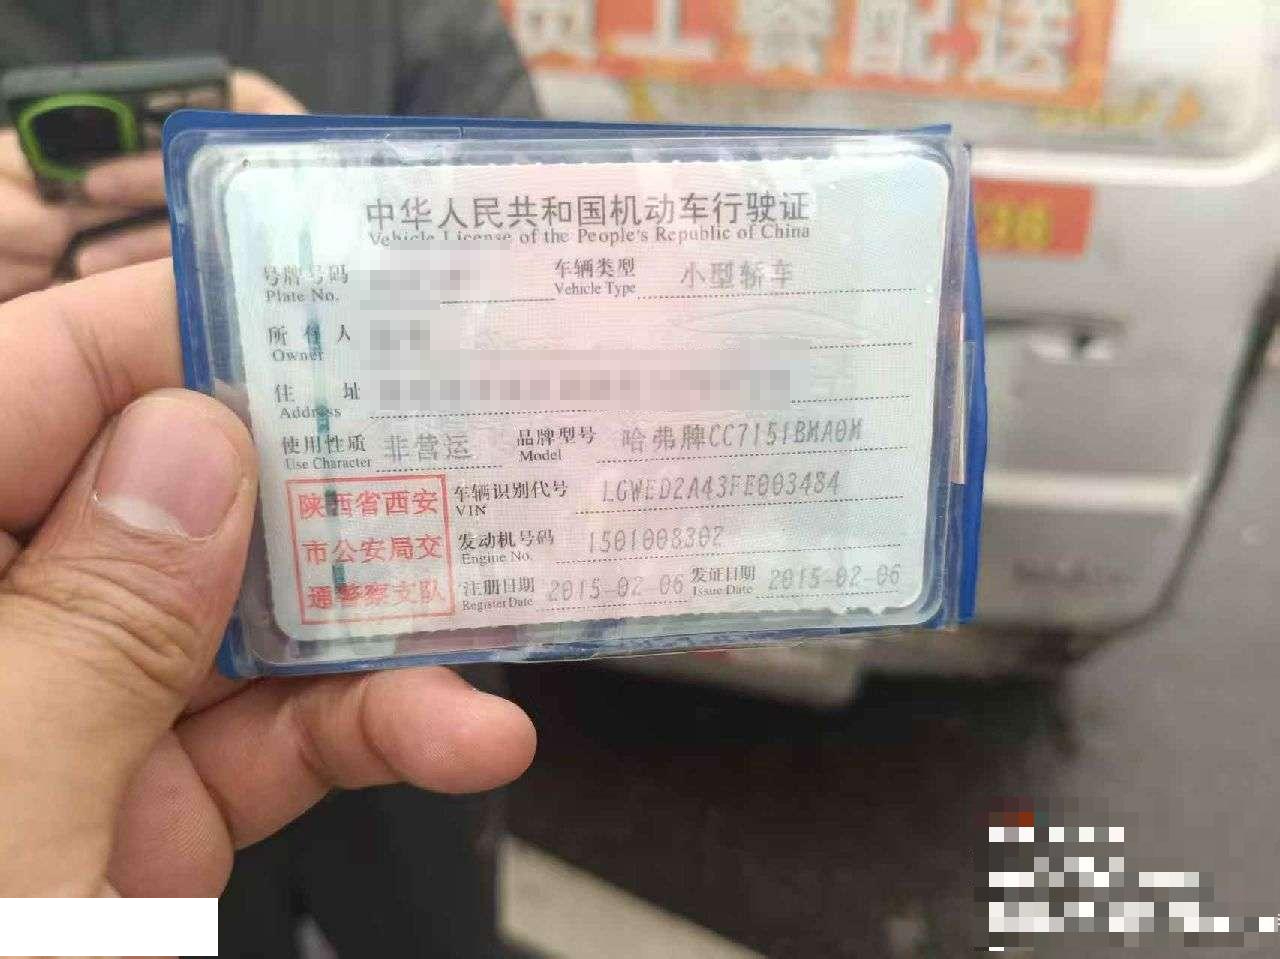 员工餐配送
中华人民共和国机动车行驶证
Vehicle License of the People's Republic of China
号牌号码
Plate No.
车辆类型 小型轿车
Vehicle Type
所有人
Owner
住址
Address
使用性质 非营运
Use Character
品牌型号 哈弗牌CC7151BMA0M
Model
陕西省西安
市公安局交
通警察支队
车辆识别代号 LGWED2A43FE003484
VIN
发动机号码 1501008302
Engine No.
注册日期 2015-02-06
Register Date
发证日期 2015-02-06
Issue Date